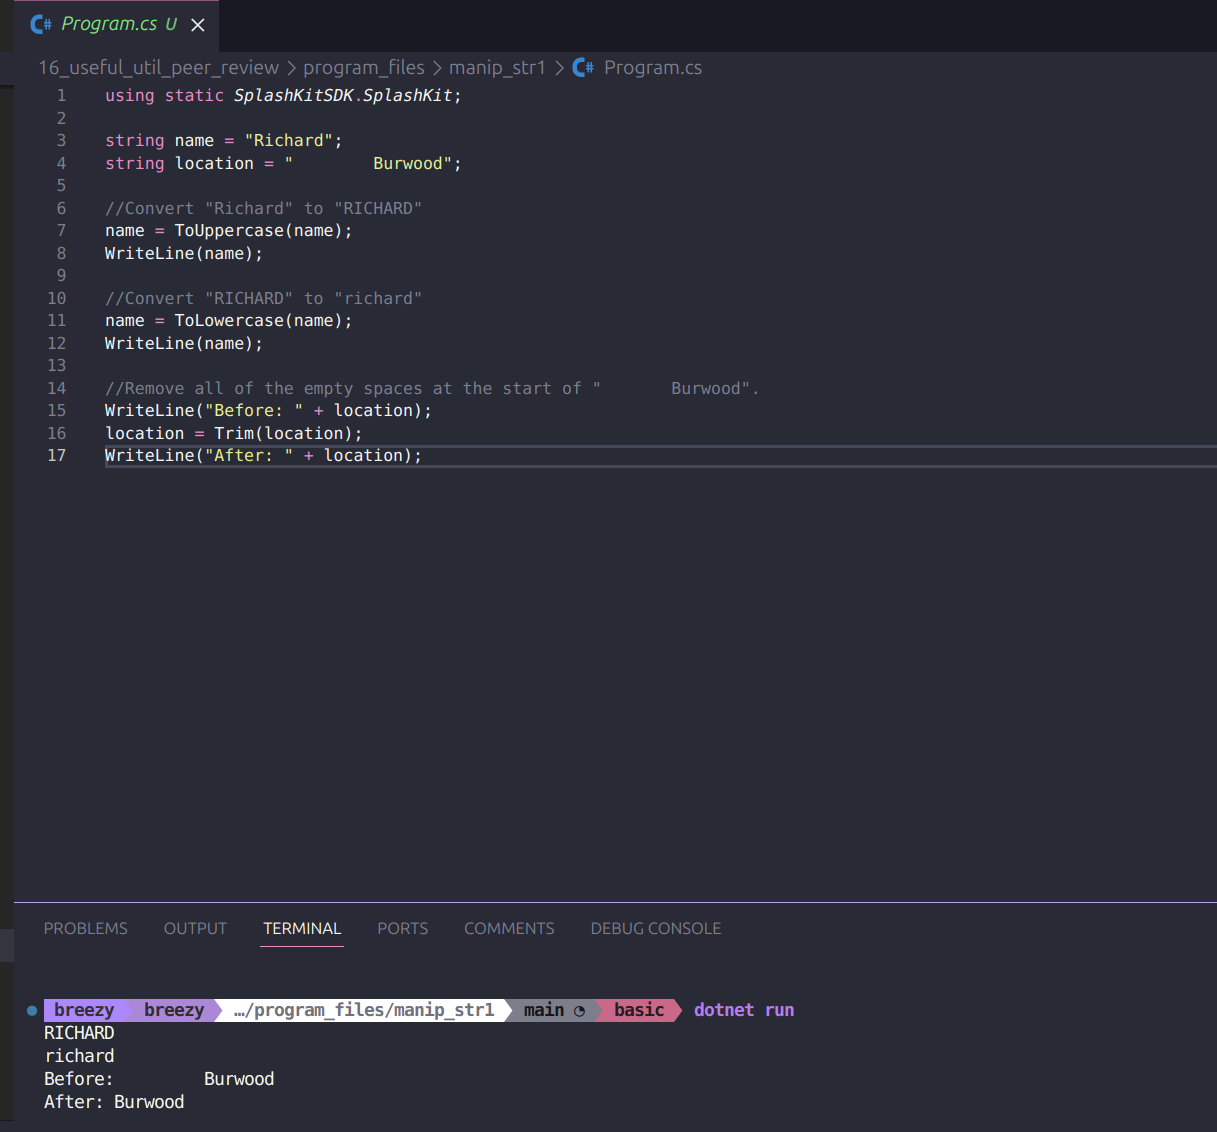 C# Program.cs U ×
16_useful_util_peer_review > program_files > manip_str1 > C# Program.cs
1 using static SplashKitSDK.SplashKit;
2
3 string name = "Richard";
4 string location = "        Burwood";
5
6 //Convert "Richard" to "RICHARD"
7 name = ToUppercase(name);
8 WriteLine(name);
9
10 //Convert "RICHARD" to "richard"
11 name = ToLowercase(name);
12 WriteLine(name);
13
14 //Remove all of the empty spaces at the start of "       Burwood".
15 WriteLine("Before: " + location);
16 location = Trim(location);
17 WriteLine("After: " + location);
PROBLEMS OUTPUT TERMINAL PORTS COMMENTS DEBUG CONSOLE
breezy breezy …/program_files/manip_str1 main basic dotnet run
RICHARD
richard
Before:         Burwood
After: Burwood